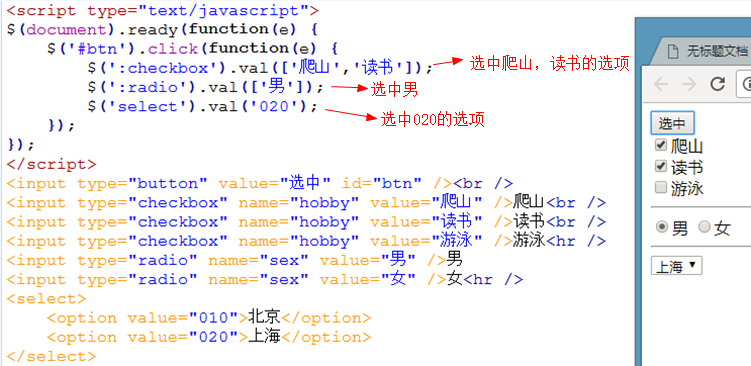 <script type="text/javascript">
$(document).ready(function(e) {
    $('#btn').click(function(e) {
        $(':checkbox').val(['爬山','读书']);
        $(':radio').val(['男']);
        $('select').val('020');
    });
});
</script>
<input type="button" value="选中" id="btn" /><br />
<input type="checkbox" name="hobby" value="爬山" />爬山<br />
<input type="checkbox" name="hobby" value="读书" />读书<br />
<input type="checkbox" name="hobby" value="游泳" />游泳<hr />
<input type="radio" name="sex" value="男" />男
<input type="radio" name="sex" value="女" />女<hr />
<select>
    <option value="010">北京</option>
    <option value="020">上海</option>
</select>
选中爬山，读书的选项
选中男
选中020的选项
无标题文档
选中
爬山
读书
游泳
男 女
上海